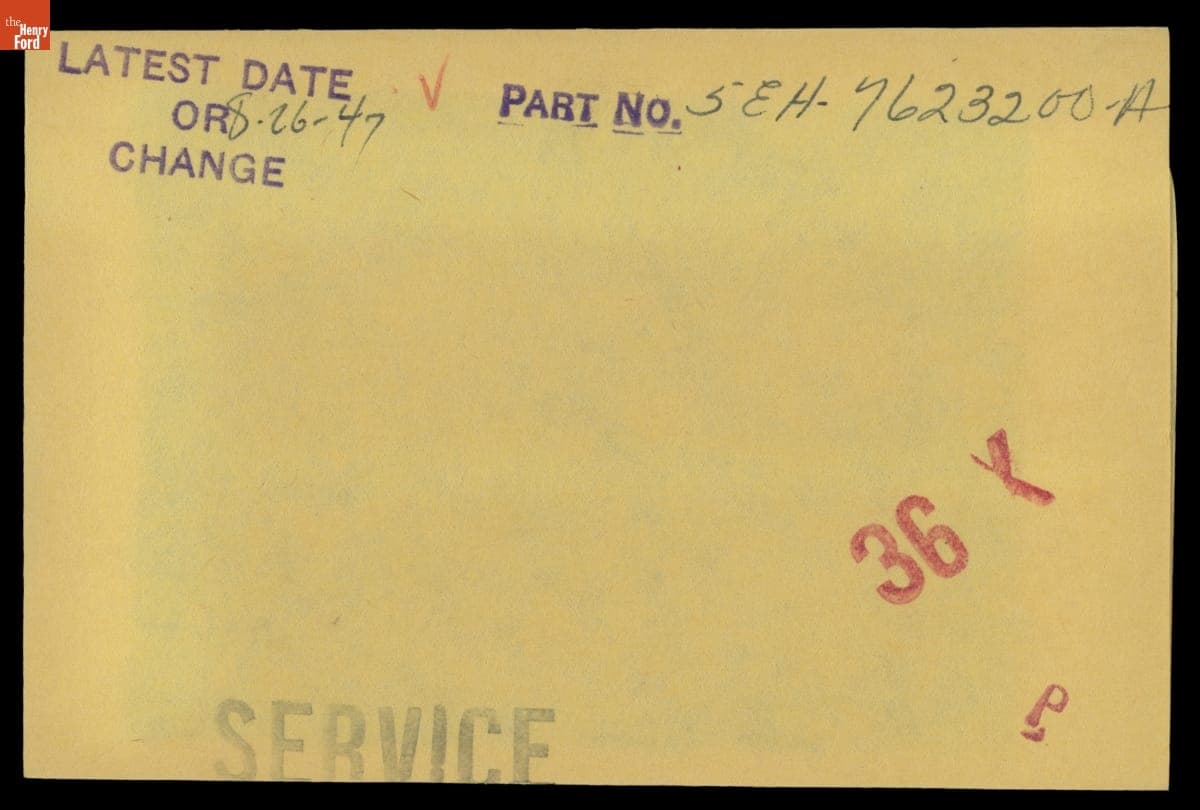 the
Henry
Ford
LATEST DATE
OR 8-26-47
CHANGE
✓
PART NO. 5EH-7623200-A
36 Y
P
SERVICE